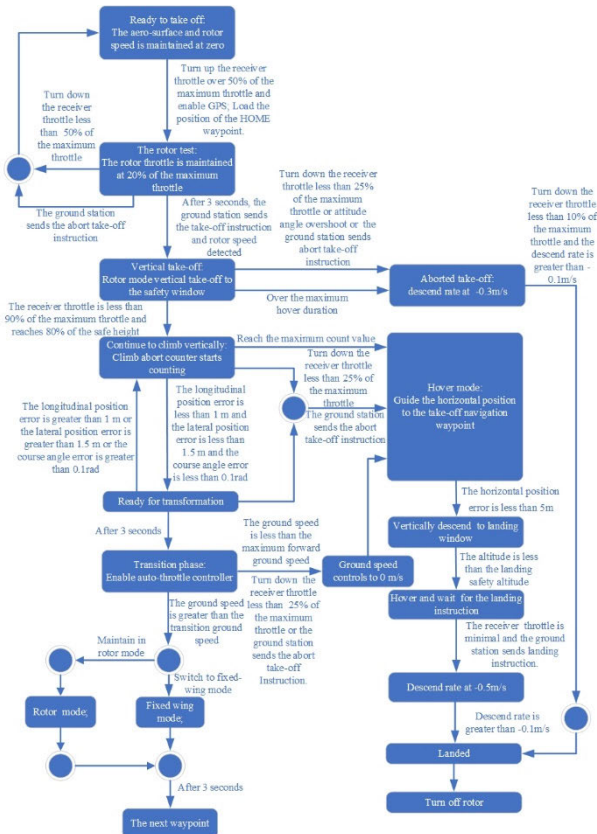 Ready to take off:
The aero-surface and rotor
speed is maintained at zero
Turn up the receiver
throttle over 50% of the
maximum throttle and
enable GPS; Load the
position of the HOME
waypoint.
Turn down
the receiver
throttle less
than 50% of
the maximum
throttle
The rotor test:
The rotor throttle is maintained
at 20% of the maximum
throttle
The ground station
sends the abort take-off
instruction
After 3 seconds, the
ground station sends
the take-off instruction
and rotor speed
detected
Turn down the receiver
throttle less than 25%
of the maximum
throttle or attitude
angle overshoot or the
ground station sends
abort take-off
instruction
Turn down the
receiver throttle
less than 10% of
the maximum
throttle and the
descend rate is
greater than -
0.1m/s
Vertical take-off:
Rotor mode vertical take-off to
the safety window
Over the maximum
hover duration
Aborted take-off:
descend rate at -0.3m/s
The receiver throttle is less than
90% of the maximum throttle and
reaches 80% of the safe height
Continue to climb vertically:
Climb abort counter starts
counting
Reach the maximum count value
Turn down the receiver
throttle less than 25%
of the maximum
throttle
The ground station
sends the abort
take-off instruction
Hover mode:
Guide the horizontal position
to the take-off navigation
waypoint
The longitudinal position
error is greater than 1 m or
the lateral position error is
greater than 1.5 m or the
course angle error is greater
than 0.1rad
The longitudinal
position error is
less than 1 m and
the lateral position
error is less than
1.5 m and the
course angle error
is less than 0.1rad
Ready for transformation
The horizontal position
error is less than 5m
After 3 seconds
The ground speed
is less than the
maximum forward
ground speed
Vertically descend to landing
window
Transition phase:
Enable auto-throttle controller
Ground speed
controls to 0 m/s
The altitude is less
than the landing
safety altitude
Turn down the
receiver throttle
less than 25% of
the maximum
throttle or the
ground station
sends the abort
take-off
Instruction.
Hover and wait for the landing
instruction
The ground speed
is greater than the
transition ground
speed
The receiver throttle is
minimal and the ground
station sends landing
instruction.
Maintain in
rotor mode
Switch to fixed-
wing mode
Rotor mode;
Fixed wing
mode;
Descend rate at -0.5m/s
Descend rate is
greater than -0.1m/s
Landed
After 3 seconds
Turn off rotor
The next waypoint